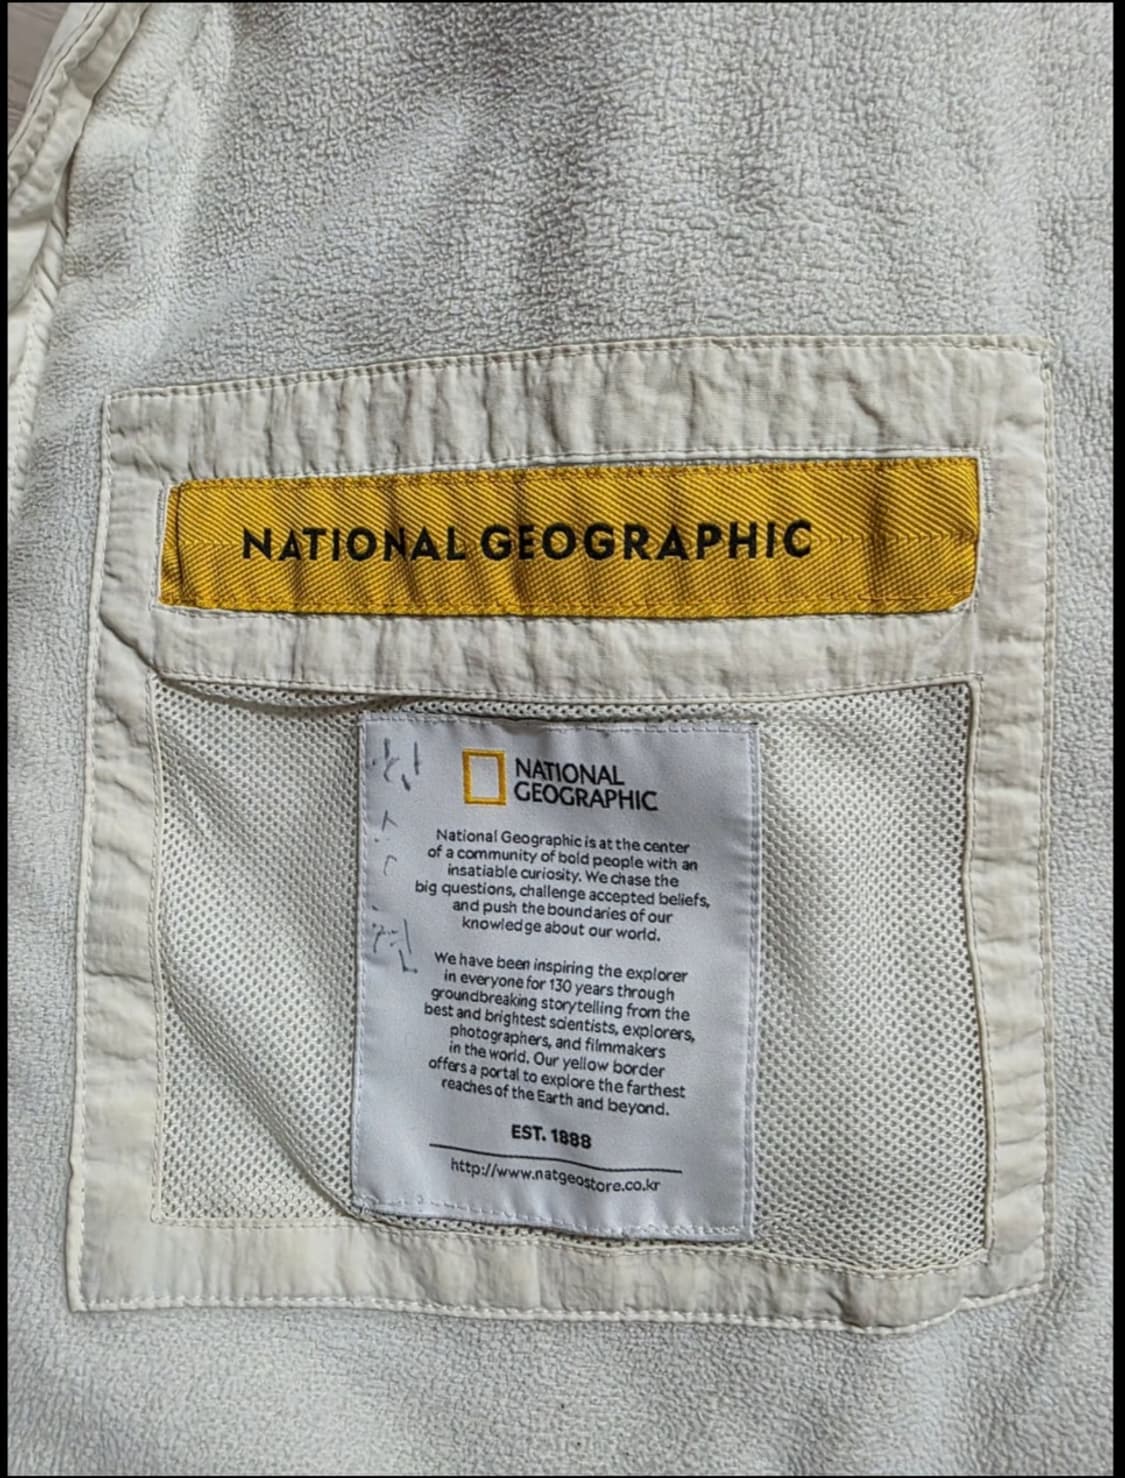 NATIONAL GEOGRAPHIC
NATIONAL
GEOGRAPHIC
National Geographic is at the center
of a community of bold people with an
insatiable curiosity. We chase the
big questions, challenge accepted beliefs,
and push the boundaries of our
knowledge about our world.
We have been inspiring the explorer
in everyone for 130 years through
groundbreaking storytelling from the
best and brightest scientists, explorers,
photographers, and filmmakers
in the world. Our yellow border
offers a portal to explore the farthest
reaches of the Earth and beyond.
EST. 1888
http://www.natgeostore.co.kr